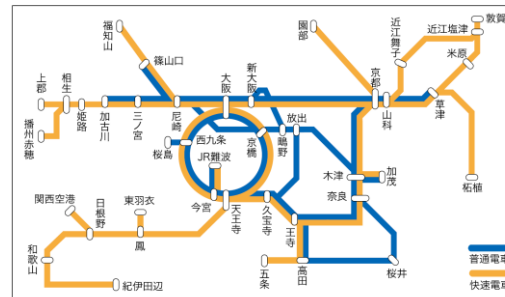 敦賀
福知山
園部
近江舞子
近江塩津
米原
篠山口
新大阪
大阪
京都
上郡
相生
姫路
加古川
三ノ宮
尼崎
山科
草津
播州赤穂
西九条
桜島
京橋
鴫野
放出
JR難波
木津
加茂
柘植
奈良
関西空港
日根野
東羽衣
鳳
今宮
天王寺
久宝寺
王寺
和歌山
紀伊田辺
五条
高田
桜井
普通電車
快速電車